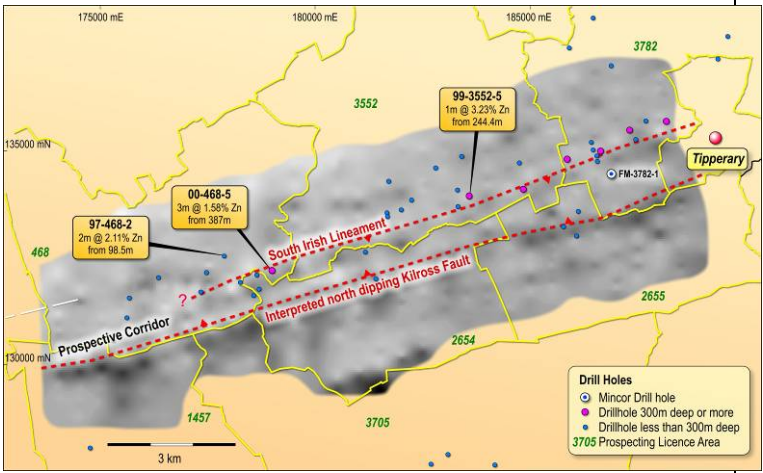 175000 mE
180000 mE
185000 mE
3782
3552
99-3552-5
1m @ 3.23% Zn
from 244.4m
135000 mN
Tipperary
FM-3782-1
00-468-5
3m @ 1.58% Zn
from 387m
97-468-2
2m @ 2.11% Zn
from 98.5m
468
South Irish Lineament
?
Interpreted north dipping Kilross Fault
Prospective Corridor
2655
130000 mN
2654
1457
3705
3 km
Drill Holes
Mincor Drill hole
Drillhole 300m deep or more
Drillhole less than 300m deep
3705 Prospecting Licence Area